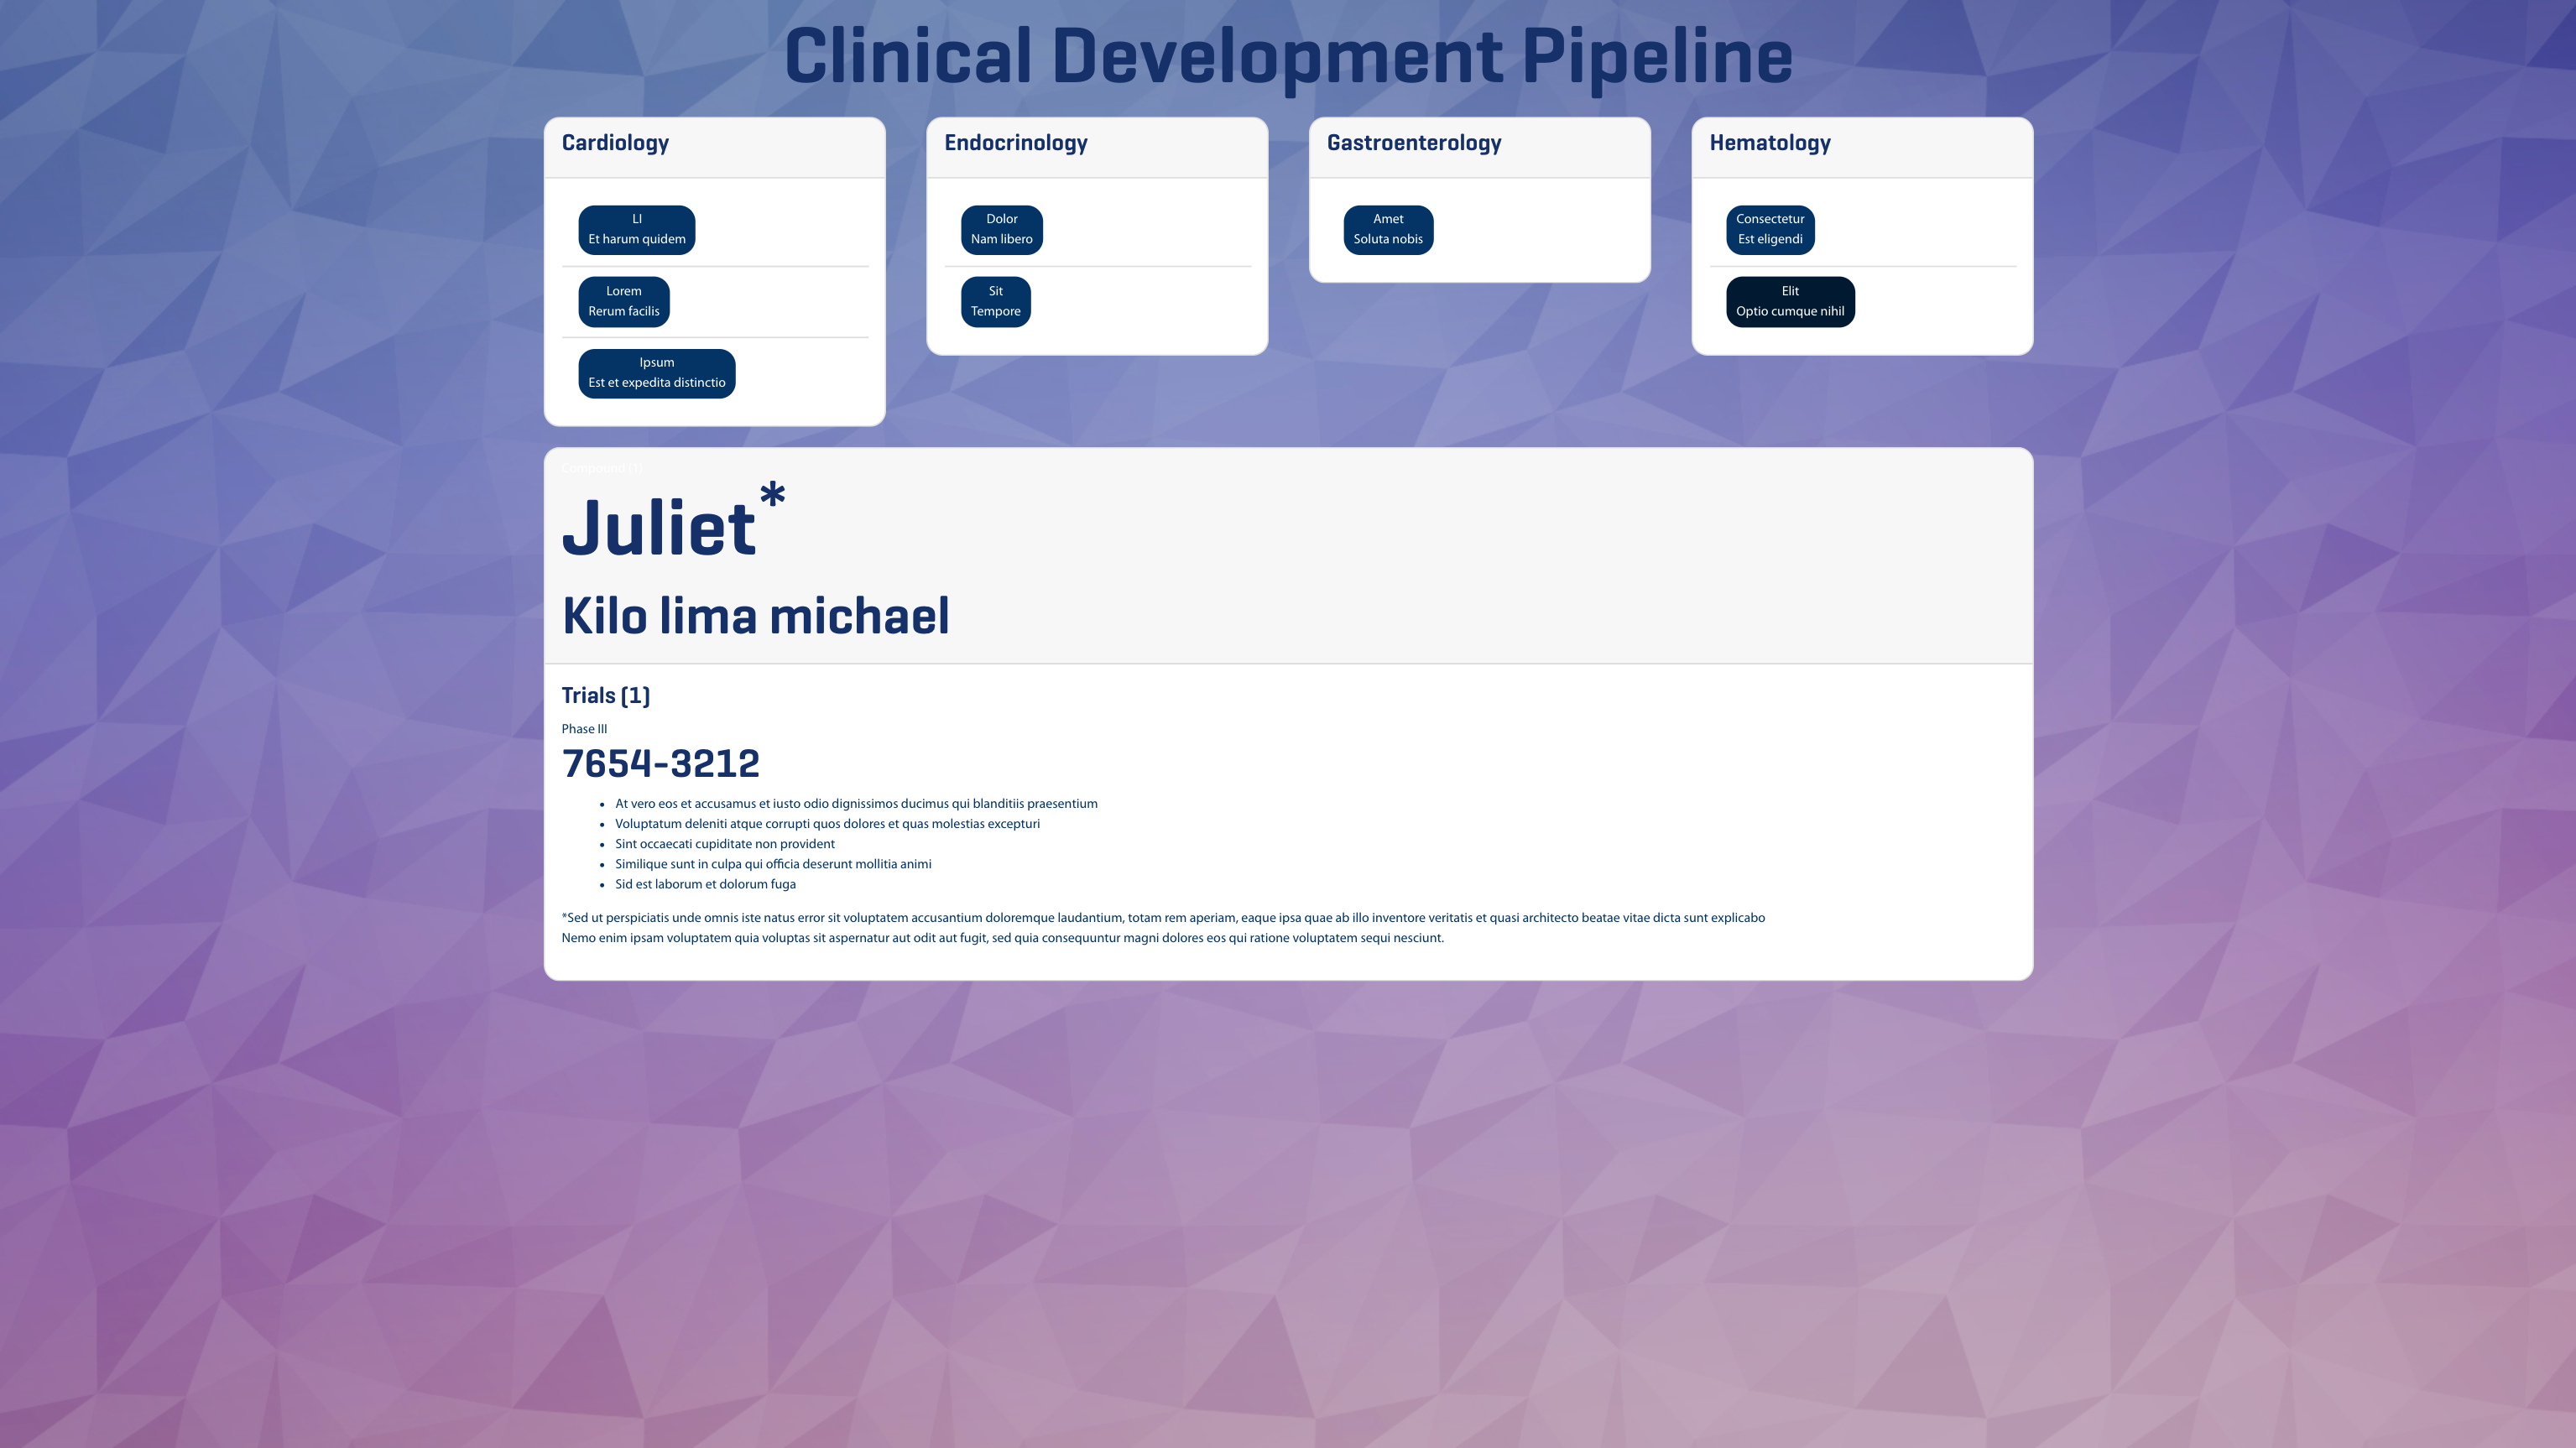 Clinical Development Pipeline
Cardiology
LI
Et harum quidem
Lorem
Rerum facilis
Ipsum
Est et expedita distinctio
Endocrinology
Dolor
Nam libero
Sit
Tempore
Gastroenterology
Amet
Soluta nobis
Hematology
Consectetur
Est eligendi
Elit
Optio cumque nihil
Juliet*
Kilo lima michael
Trials (1)
Phase III
7654-3212
• At vero eos et accusamus et iusto odio dignissimos ducimus qui blanditiis praesentium
• Voluptatum deleniti atque corrupti quos dolores et quas molestias excepturi
• Sint occaecati cupiditate non provident
• Similique sunt in culpa qui officia deserunt mollitia animi
• Sid est laborum et dolorum fuga
*Sed ut perspiciatis unde omnis iste natus error sit voluptatem accusantium doloremque laudantium, totam rem aperiam, eaque ipsa quae ab illo inventore veritatis et quasi architecto beatae vitae dicta sunt explicabo
Nemo enim ipsam voluptatem quia voluptas sit aspernatur aut odit aut fugit, sed quia consequuntur magni dolores eos qui ratione voluptatem sequi nesciunt.